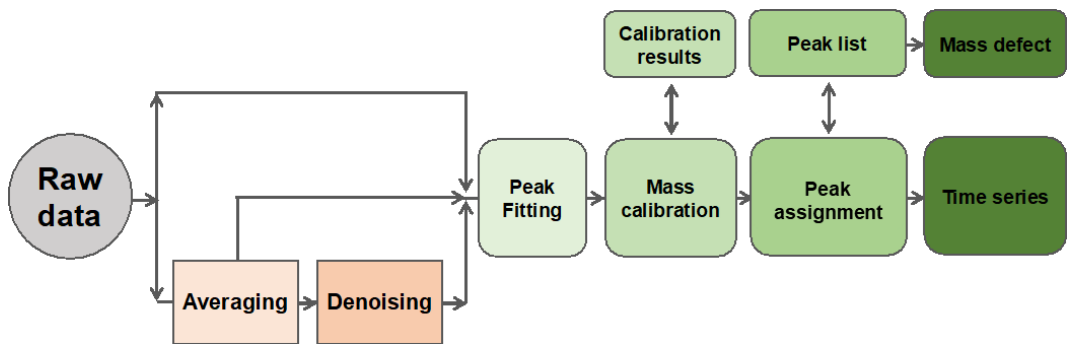 Calibration
results
Peak list
Mass defect
Raw
data
Peak
Fitting
Mass
calibration
Peak
assignment
Time series
Averaging
Denoising